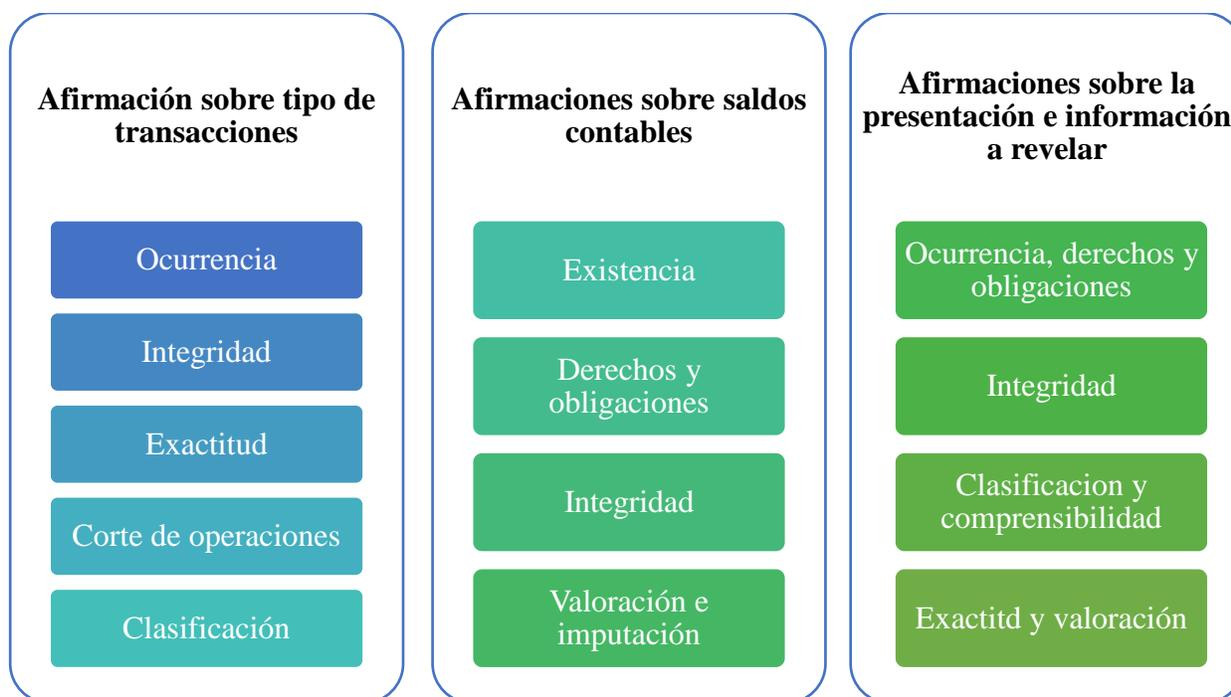 Afirmación sobre tipo de
transacciones
Ocurrencia
Integridad
Exactitud
Corte de operaciones
Clasificación
Afirmaciones sobre saldos
contables
Existencia
Derechos y
obligaciones
Integridad
Valoración e
imputación
Afirmaciones sobre la
presentación e información
a revelar
Ocurrencia, derechos y
obligaciones
Integridad
Clasificacion y
comprensibilidad
Exactitd y valoración